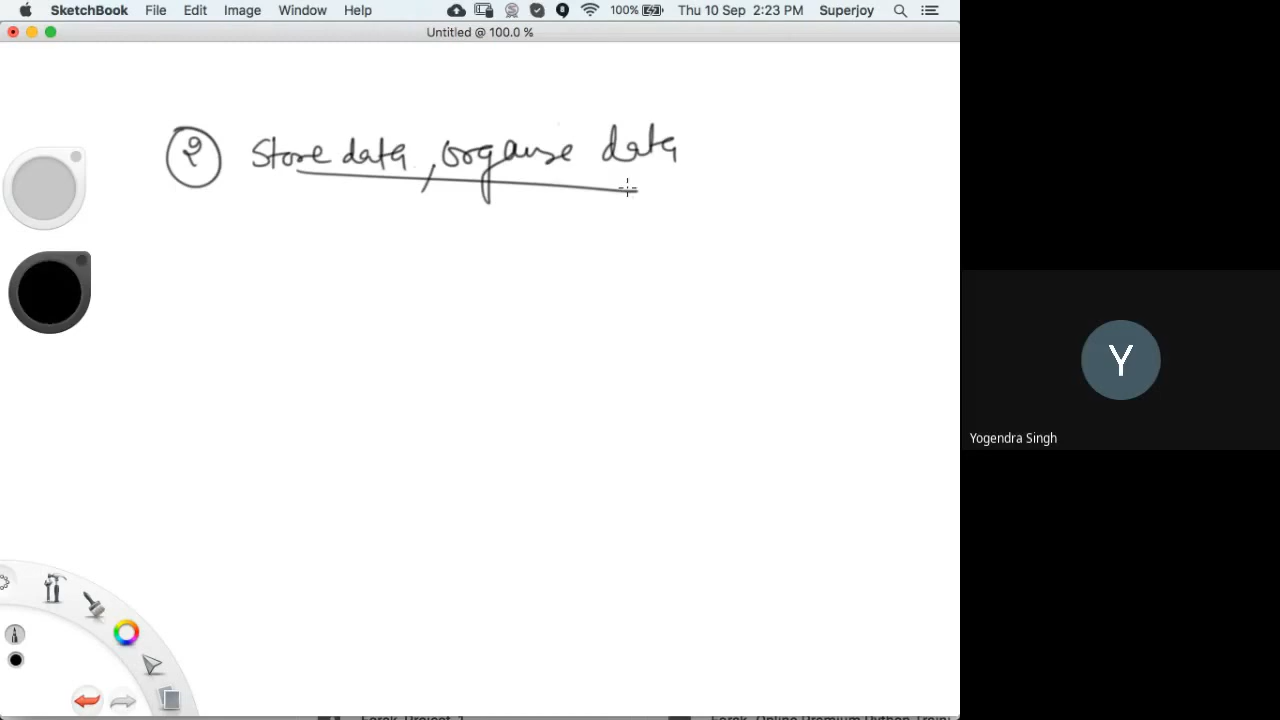 SketchBook File Edit Image Window Help 100% Thu 10 Sep 2:23 PM Superjoy
Untitled @ 100.0 %
२ Store data, organise data
Y
Yogendra Singh